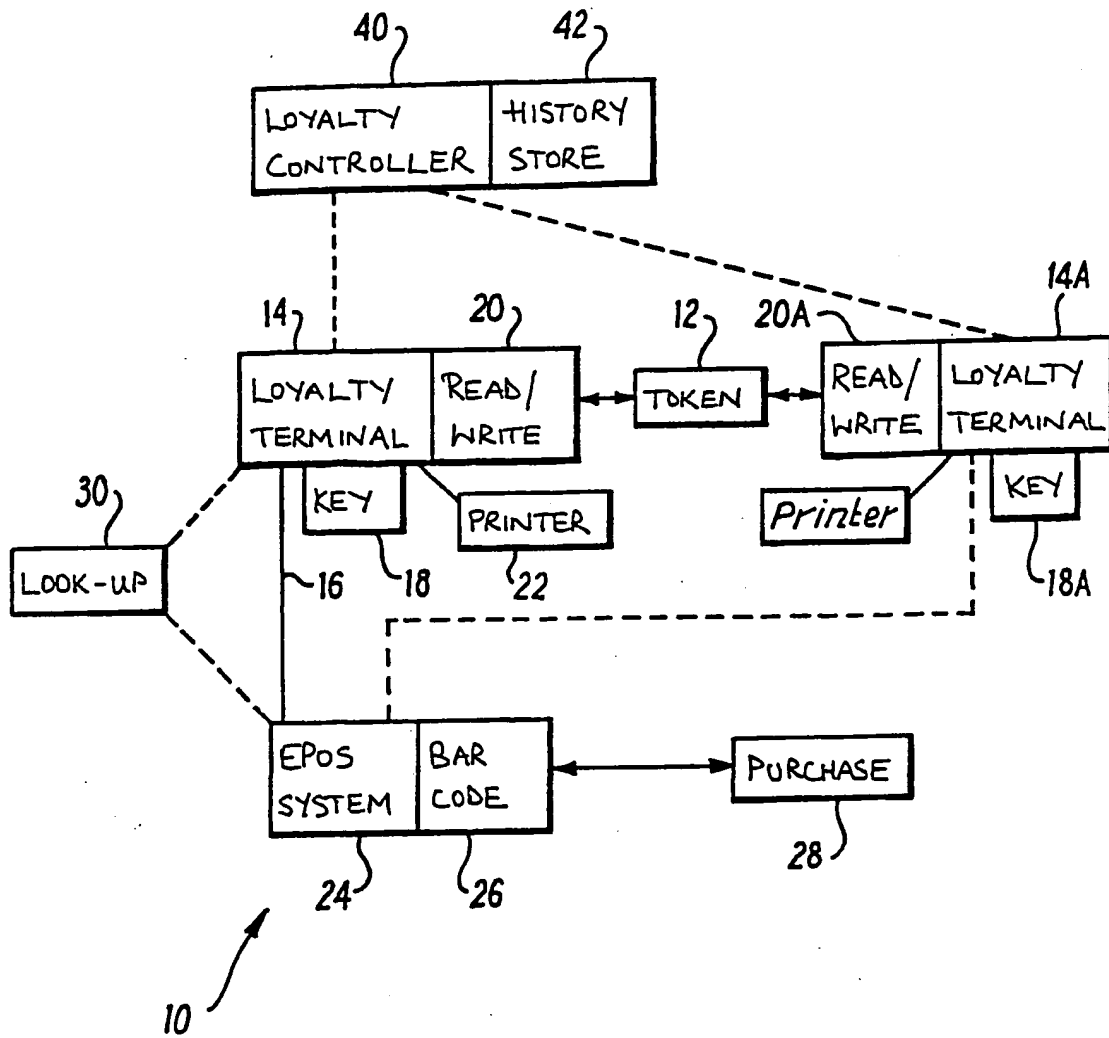 40
42
LOYALTY
CONTROLLER
HISTORY
STORE
14
20
12
20A
14A
LOYALTY
TERMINAL
READ/
WRITE
TOKEN
READ/
WRITE
LOYALTY
TERMINAL
30
KEY
PRINTER
Printer
KEY
LOOK-UP
16
18
22
18A
EPOS
SYSTEM
BAR
CODE
PURCHASE
24
26
28
10